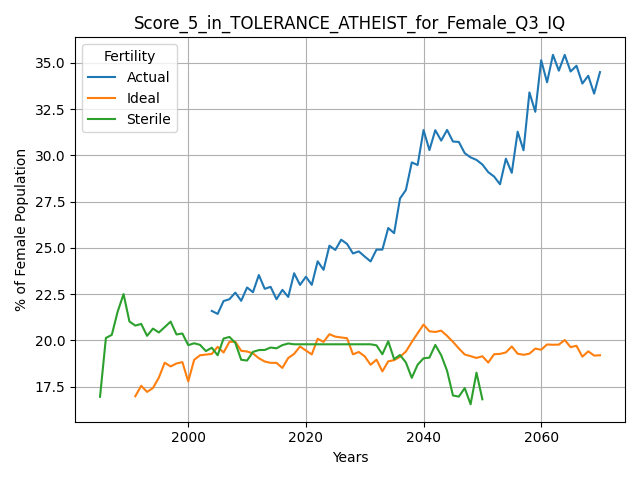 Score_5_in_TOLERANCE_ATHEIST_for_Female_Q3_IQ
Fertility
Actual
Ideal
Sterile
% of Female Population
35.0
32.5
30.0
27.5
25.0
22.5
20.0
17.5
2000
2020
2040
2060
Years